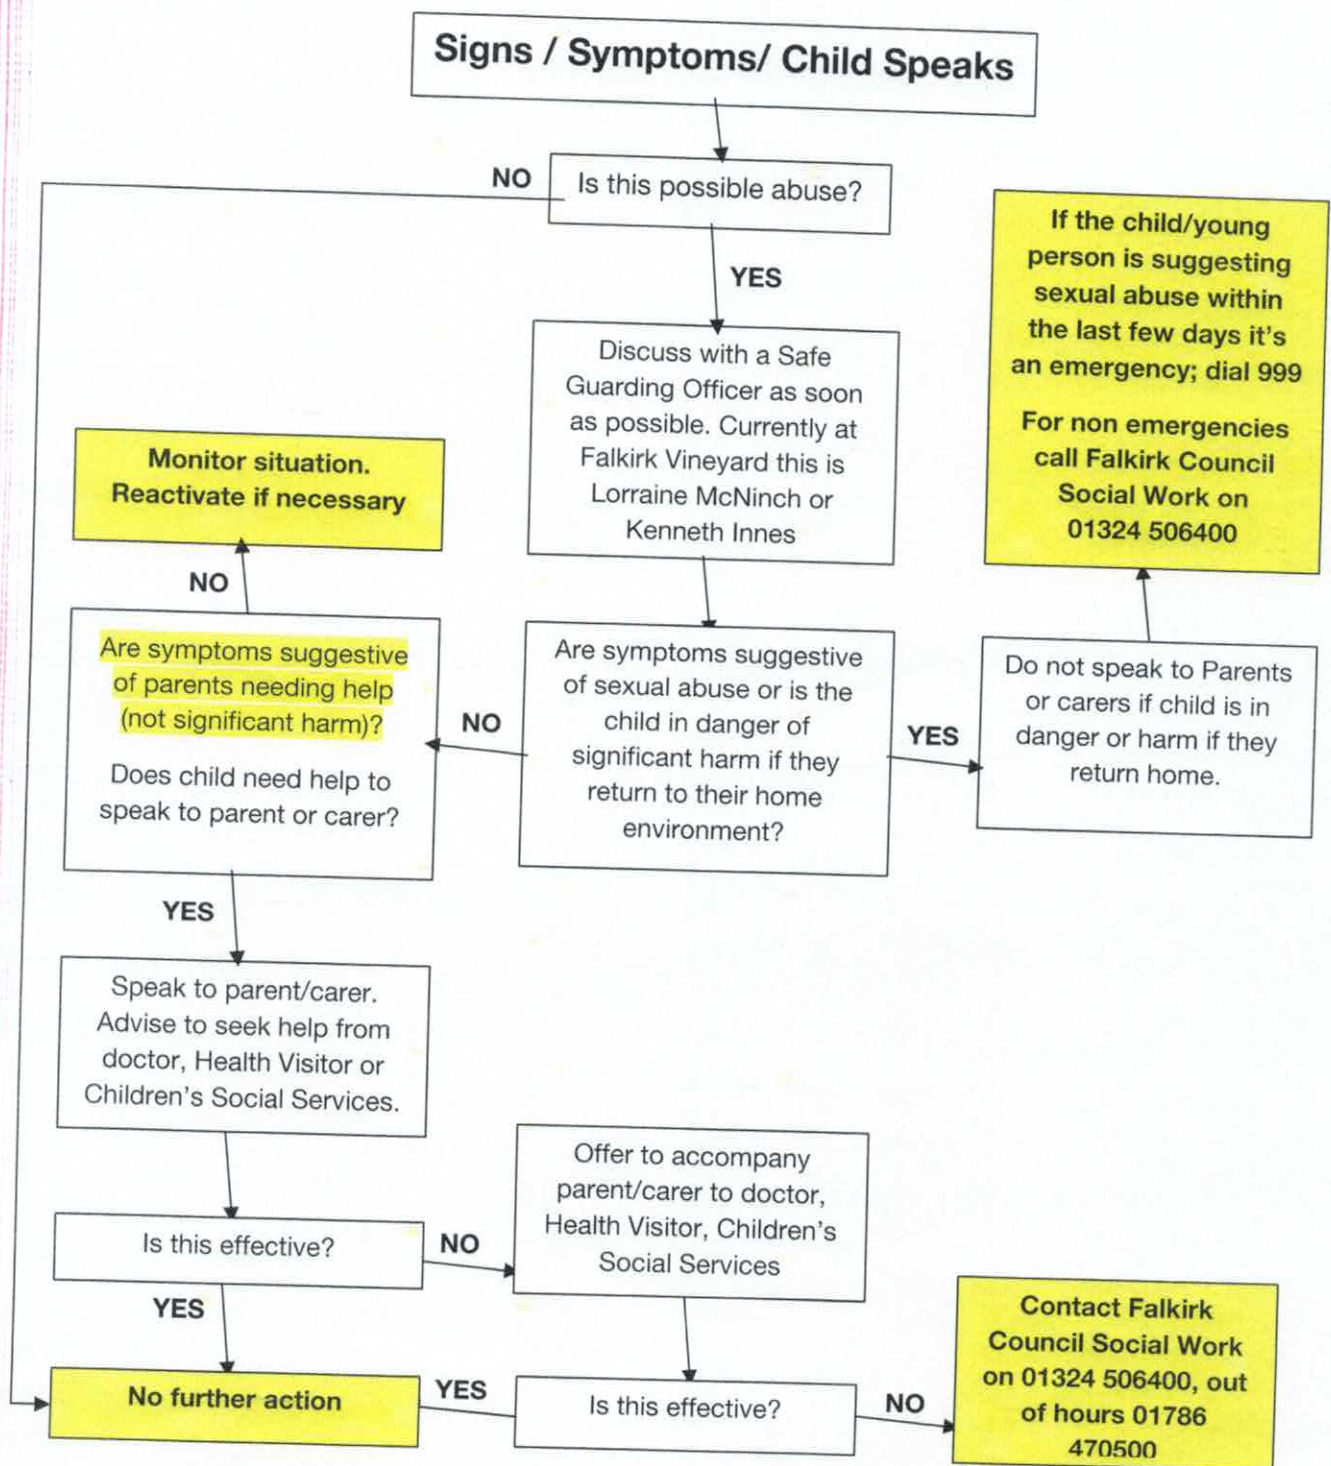 Signs / Symptoms/ Child Speaks
NO
Is this possible abuse?
YES
If the child/young
person is suggesting
sexual abuse within
the last few days it's
an emergency; dial 999
For non emergencies
call Falkirk Council
Social Work on
01324 506400
Discuss with a Safe
Guarding Officer as soon
as possible. Currently at
Falkirk Vineyard this is
Lorraine McNinch or
Kenneth Innes
Monitor situation.
Reactivate if necessary
NO
Are symptoms suggestive
of parents needing help
(not significant harm)?
Does child need help to
speak to parent or carer?
NO
Are symptoms suggestive
of sexual abuse or is the
child in danger of
significant harm if they
return to their home
environment?
YES
Do not speak to Parents
or carers if child is in
danger or harm if they
return home.
YES
Speak to parent/carer.
Advise to seek help from
doctor, Health Visitor or
Children's Social Services.
Is this effective?
NO
Offer to accompany
parent/carer to doctor,
Health Visitor, Children's
Social Services
YES
No further action
YES
Is this effective?
NO
Contact Falkirk
Council Social Work
on 01324 506400, out
of hours 01786
470500